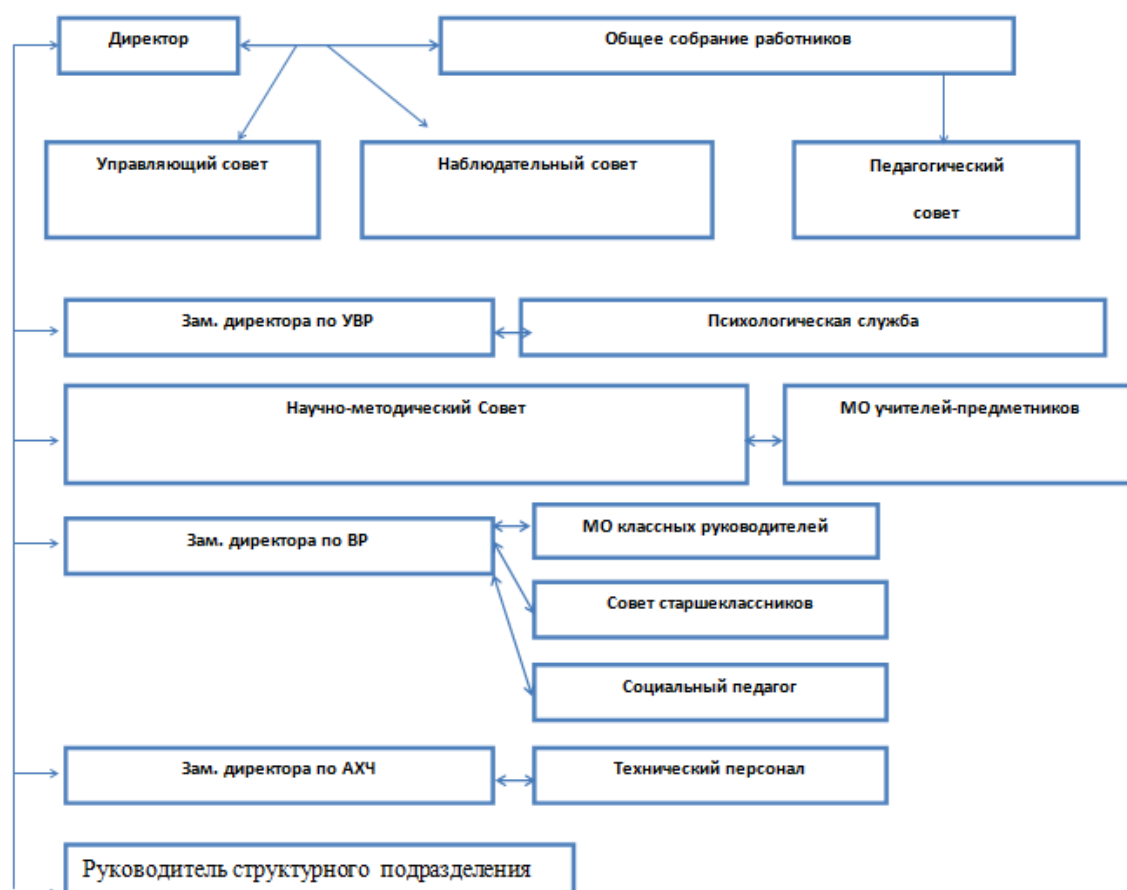 Директор
Общее собрание работников
Управляющий совет
Наблюдательный совет
Педагогический
совет
Зам. директора по УВР
Психологическая служба
Научно-методический Совет
МО учителей-предметников
Зам. директора по ВР
МО классных руководителей
Совет старшеклассников
Социальный педагог
Зам. директора по АХЧ
Технический персонал
Руководитель структурного подразделения